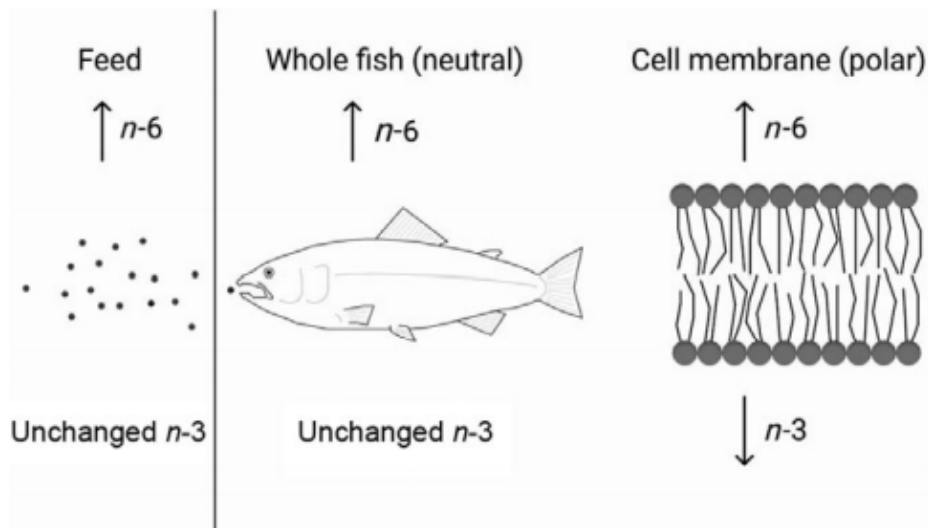 Feed
Whole fish (neutral)
Cell membrane (polar)
n-6
n-6
n-6
Unchanged n-3
Unchanged n-3
n-3